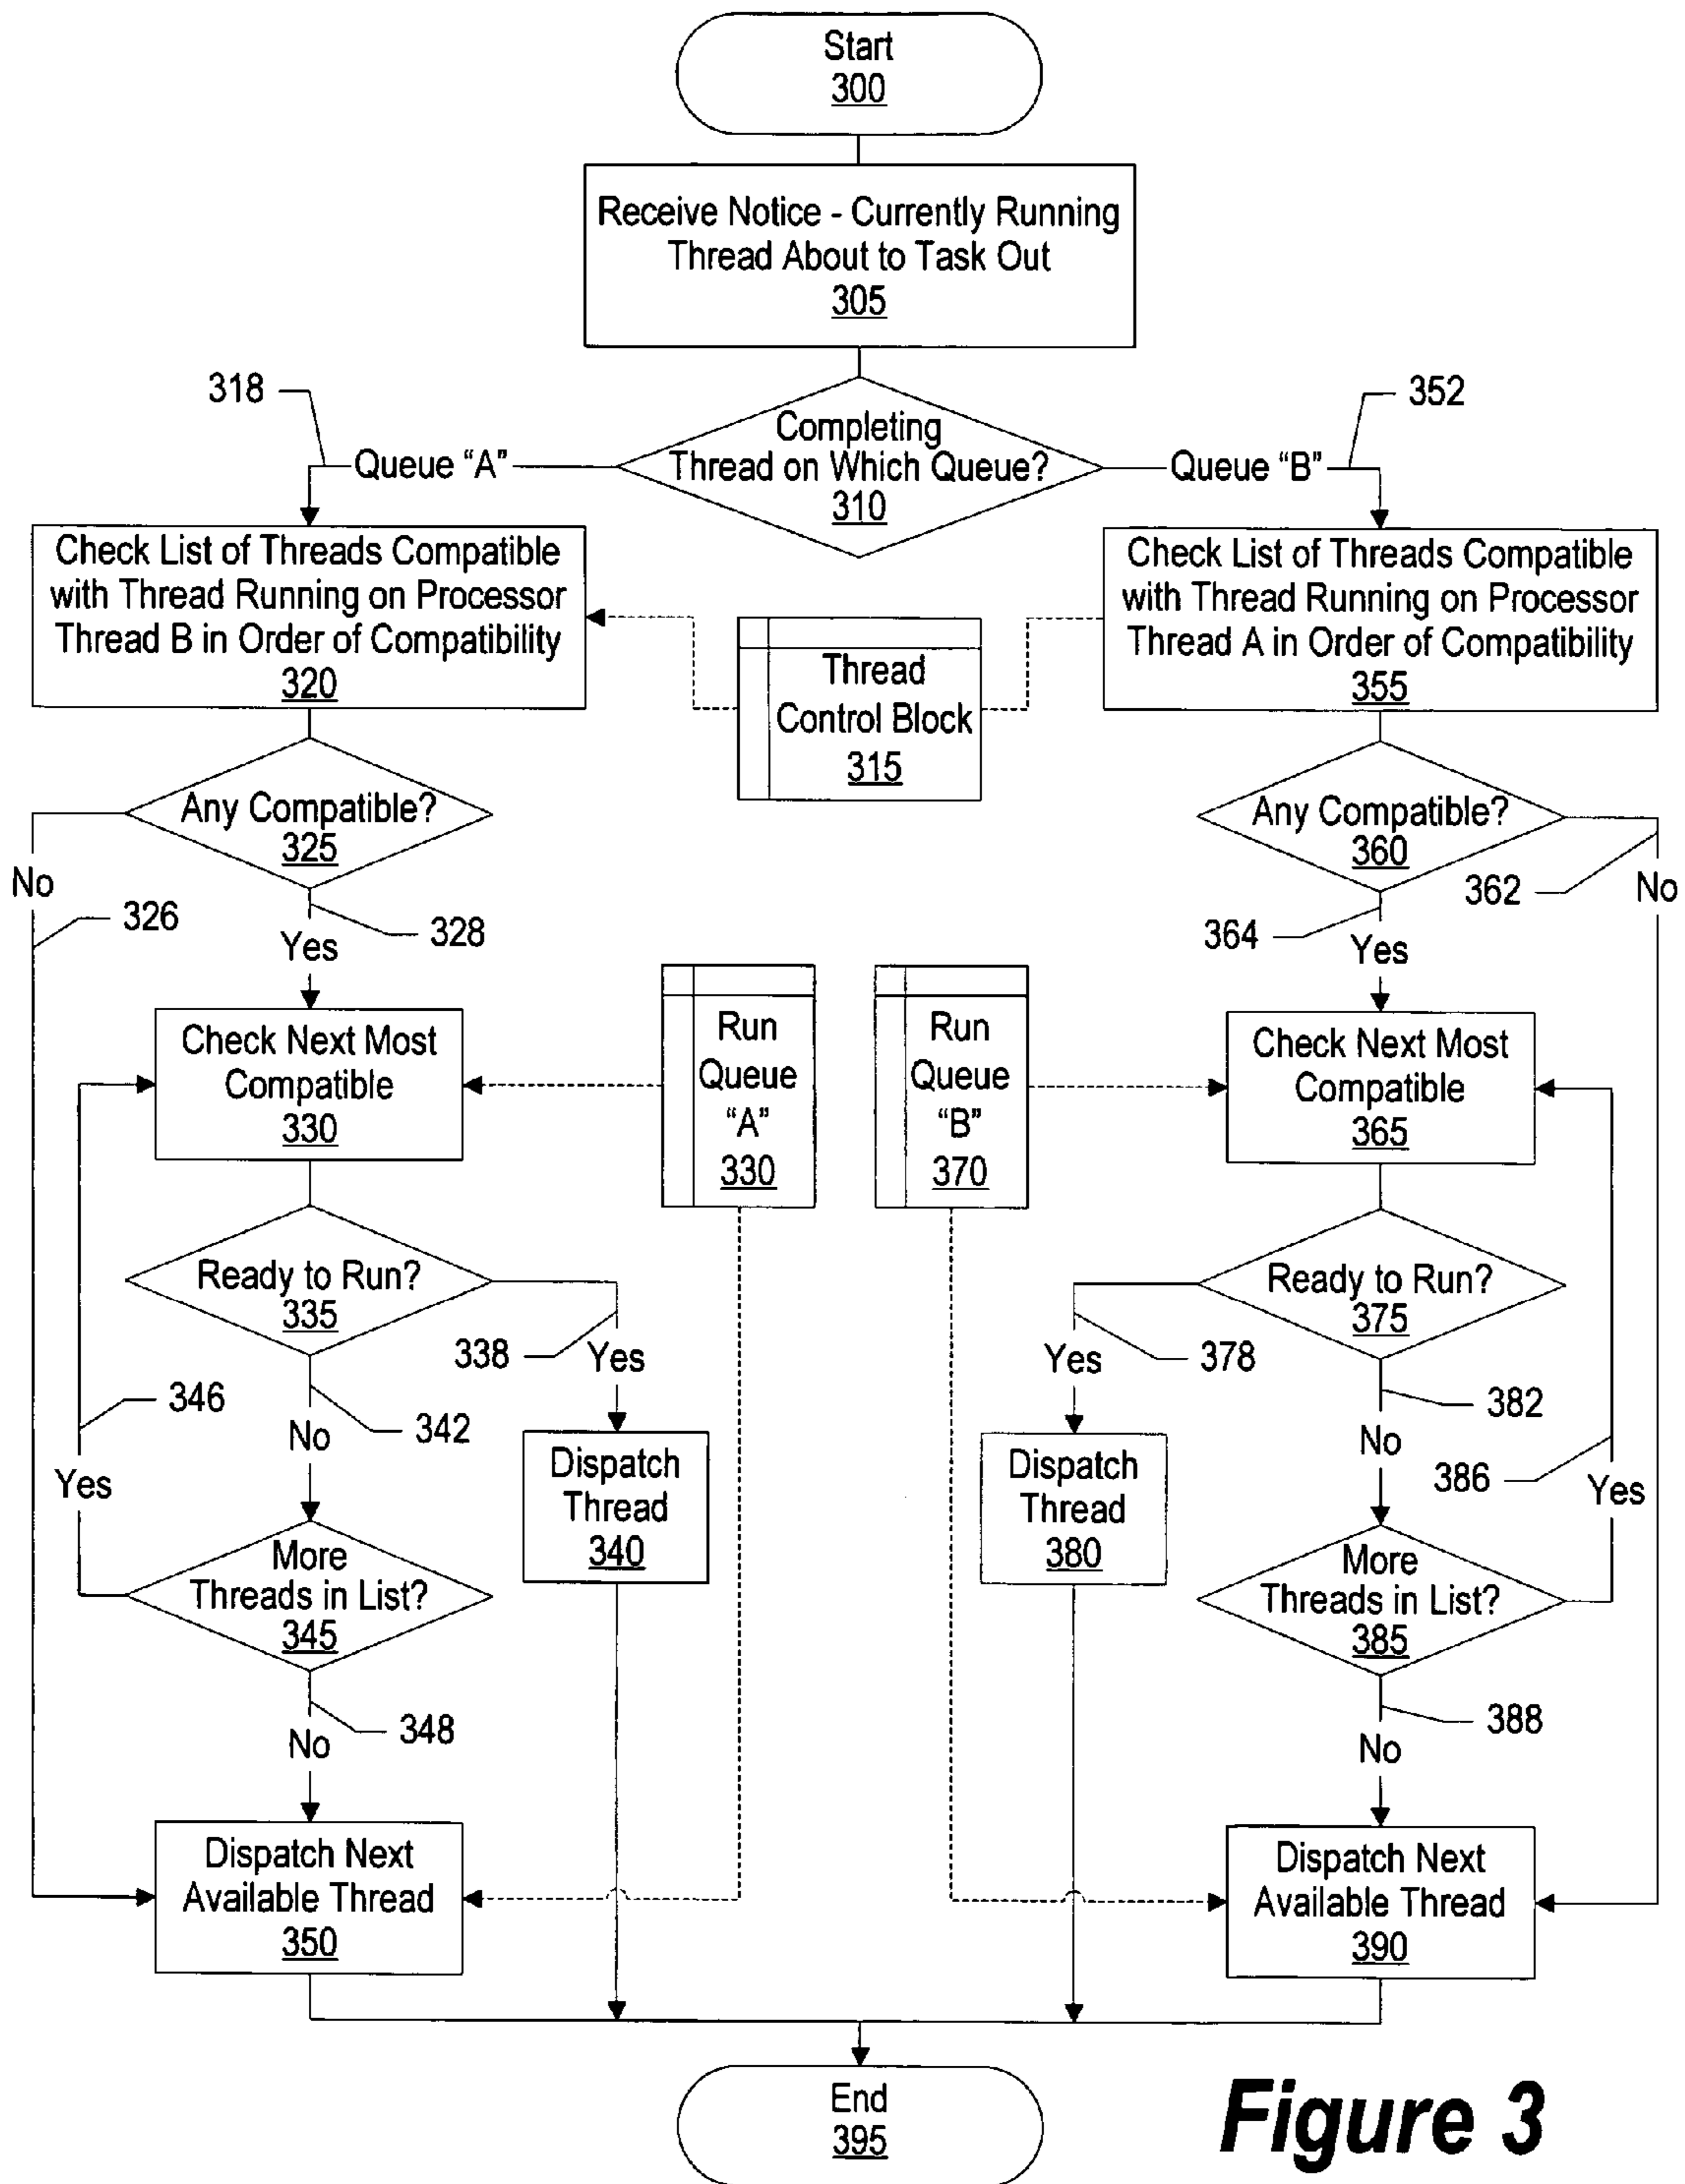 Start
300
Receive Notice - Currently Running
Thread About to Task Out
305
318
352
Completing
Thread on Which Queue?
310
Queue “A”
Queue “B”
Check List of Threads Compatible
with Thread Running on Processor
Thread B in Order of Compatibility
320
Check List of Threads Compatible
with Thread Running on Processor
Thread A in Order of Compatibility
355
Thread
Control Block
315
Any Compatible?
325
Any Compatible?
360
No
326
328
Yes
362
No
364
Yes
Check Next Most
Compatible
330
Run
Queue
“A”
330
Run
Queue
“B”
370
Check Next Most
Compatible
365
Ready to Run?
335
Ready to Run?
375
338
Yes
Yes
378
346
342
No
382
No
Yes
Dispatch
Thread
340
Dispatch
Thread
380
386
Yes
More
Threads in List?
345
More
Threads in List?
385
348
No
388
No
Dispatch Next
Available Thread
350
Dispatch Next
Available Thread
390
End
395
Figure 3